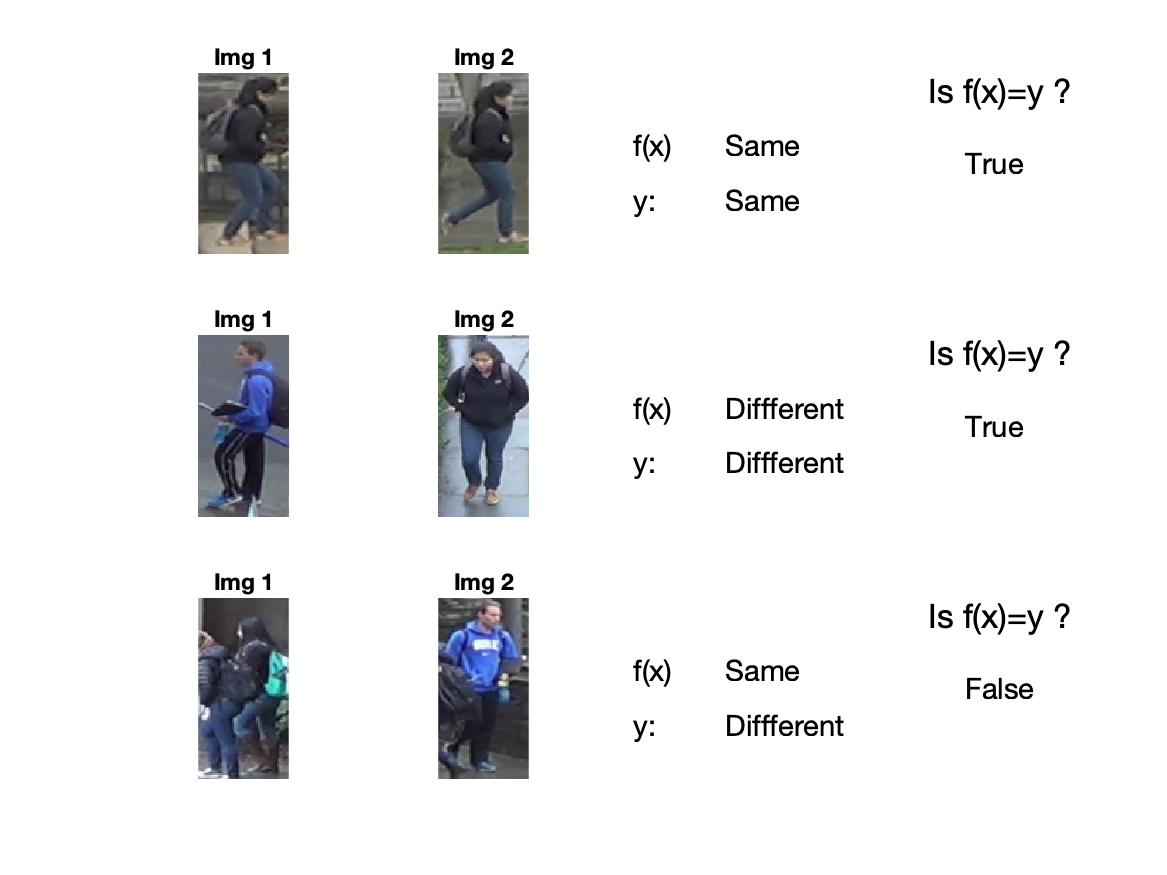 Img 1
Img 2
Is f(x)=y ?
f(x)
Same
True
y:
Same
Img 1
Img 2
Is f(x)=y ?
f(x)
Diffferent
True
y:
Diffferent
Img 1
Img 2
Is f(x)=y ?
f(x)
Same
False
y:
Diffferent